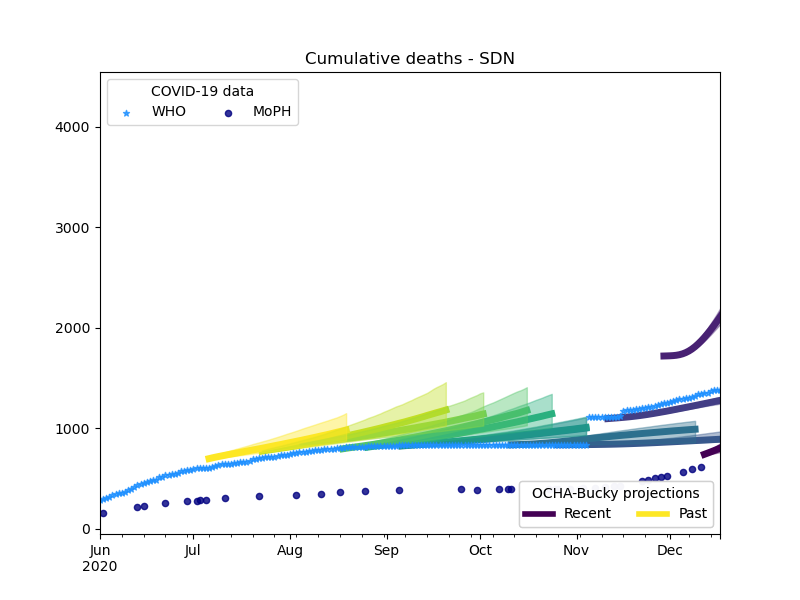 Cumulative deaths - SDN
COVID-19 data
WHO MoPH
4000
3000
2000
1000
0
OCHA-Bucky projections
Recent Past
Jun Jul Aug Sep Oct Nov Dec
2020